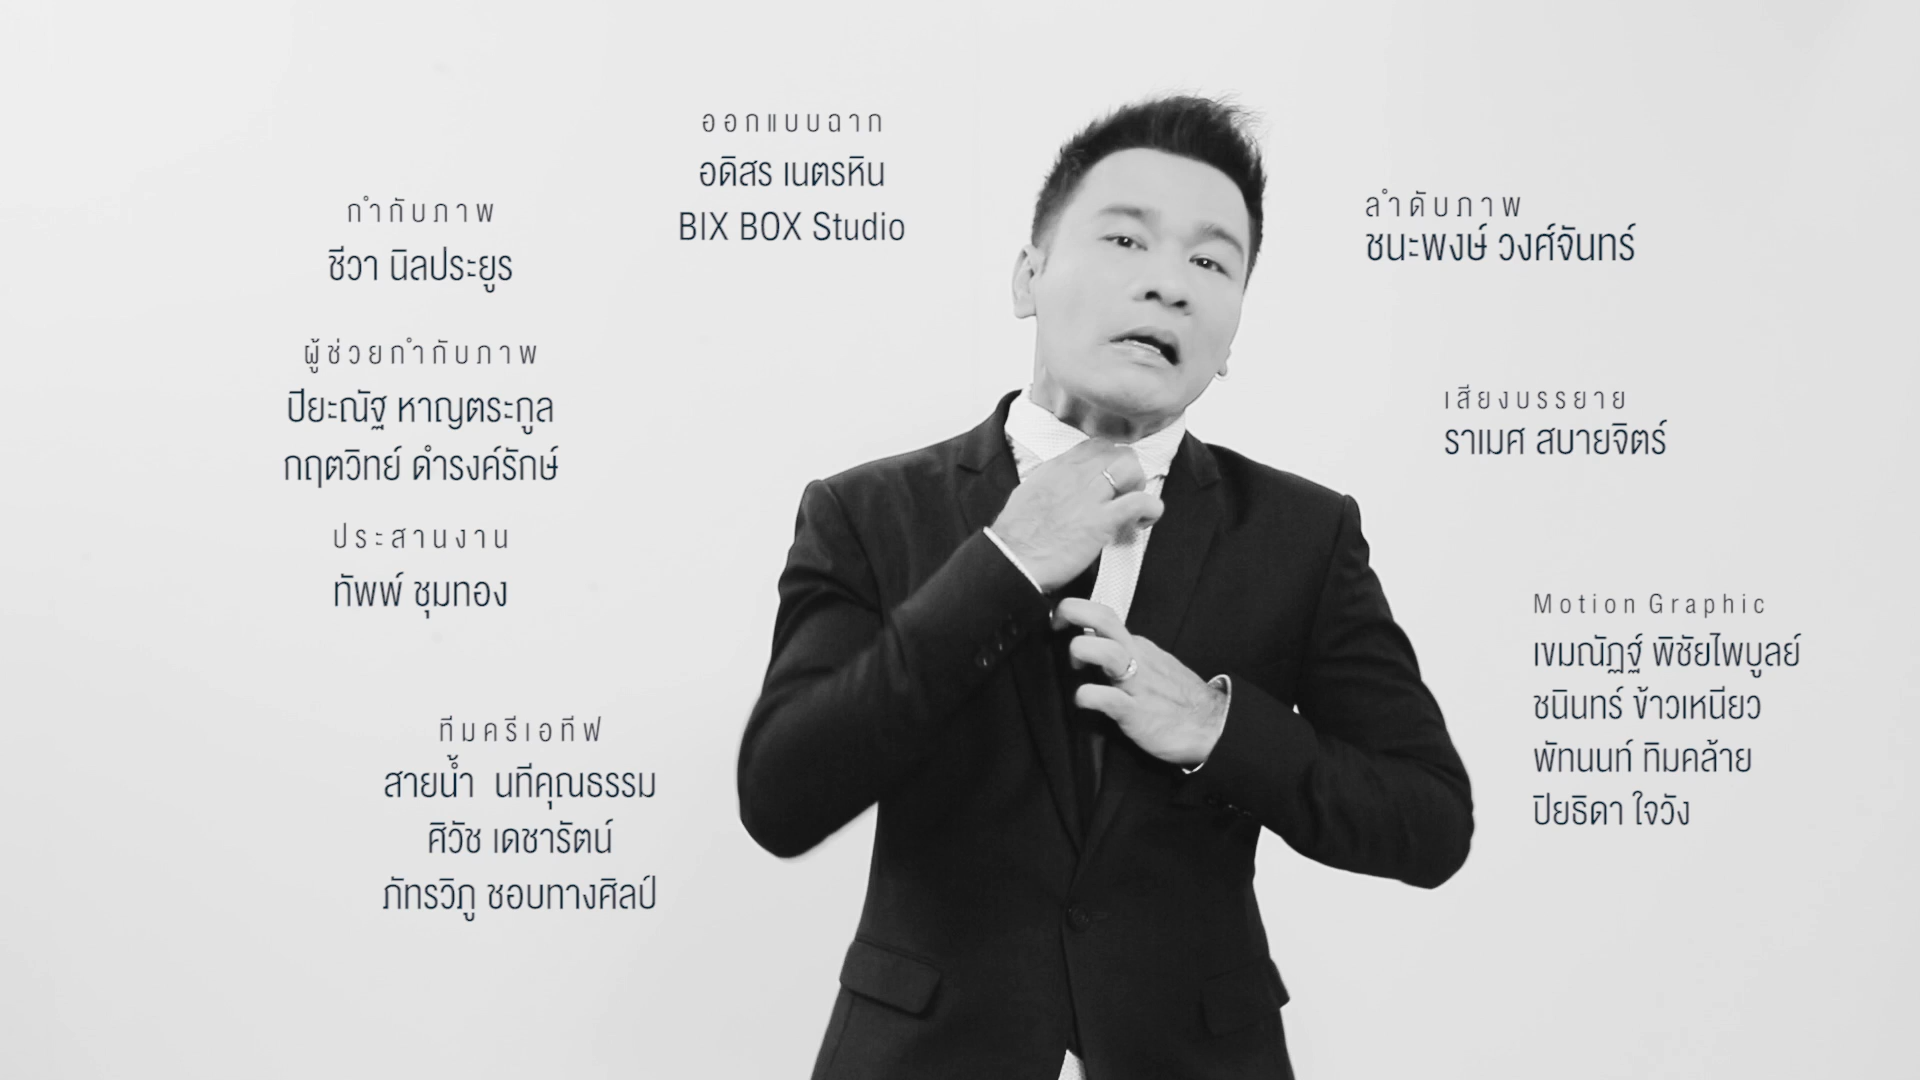 ออกแบบฉาก
อดิสร เนตรหิน
BIX BOX Studio
กำกับภาพ
ชีวา นิลประยูร
ผู้ช่วยกำกับภาพ
ปิยะณัฐ หาญตระกูล
กฤตวิทย์ ดำรงค์รักษ์
ประสานงาน
ทัพพ์ ชุมทอง
ทีมครีเอทีฟ
สายน้ำ นทีคุณธรรม
ศิวัช เดชารัตน์
ภัทรวิภู ชอบทางศิลป์
ลำดับภาพ
ชนะพงษ์ วงศ์จันทร์
เสียงบรรยาย
ราเมศ สบายจิตร์
Motion Graphic
เขมณัฏฐ์ พิชัยไพบูลย์
ชนินทร์ ข้าวเหนียว
พัทนนท์ ทิมคล้าย
ปิยธิดา ใจวัง